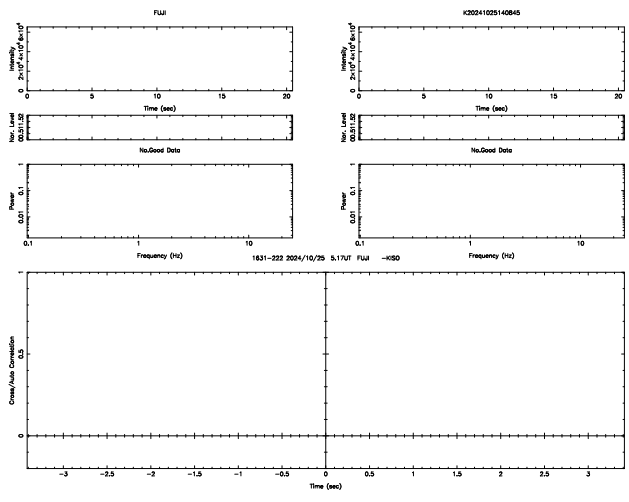 FUJI
K20241025140845
Intensity
0 2×10⁴ 4×10⁴ 6×10⁴
0 5 10 15 20
Time (sec)
Intensity
0 2×10⁴ 4×10⁴ 6×10⁴
0 5 10 15 20
Time (sec)
Nor. Level
00.511.52
No.Good Data
Nor. Level
00.511.52
No.Good Data
Power
1
0.1
0.01
0.1 1 10
Frequency (Hz)
Power
1
0.1
0.01
0.1 1 10
Frequency (Hz)
1631-222 2024/10/25 5.17UT FUJI -KISO
Cross/Auto Correlation
1
0.5
0
-3 -2.5 -2 -1.5 -1 -0.5 0 0.5 1 1.5 2 2.5 3
Time (sec)